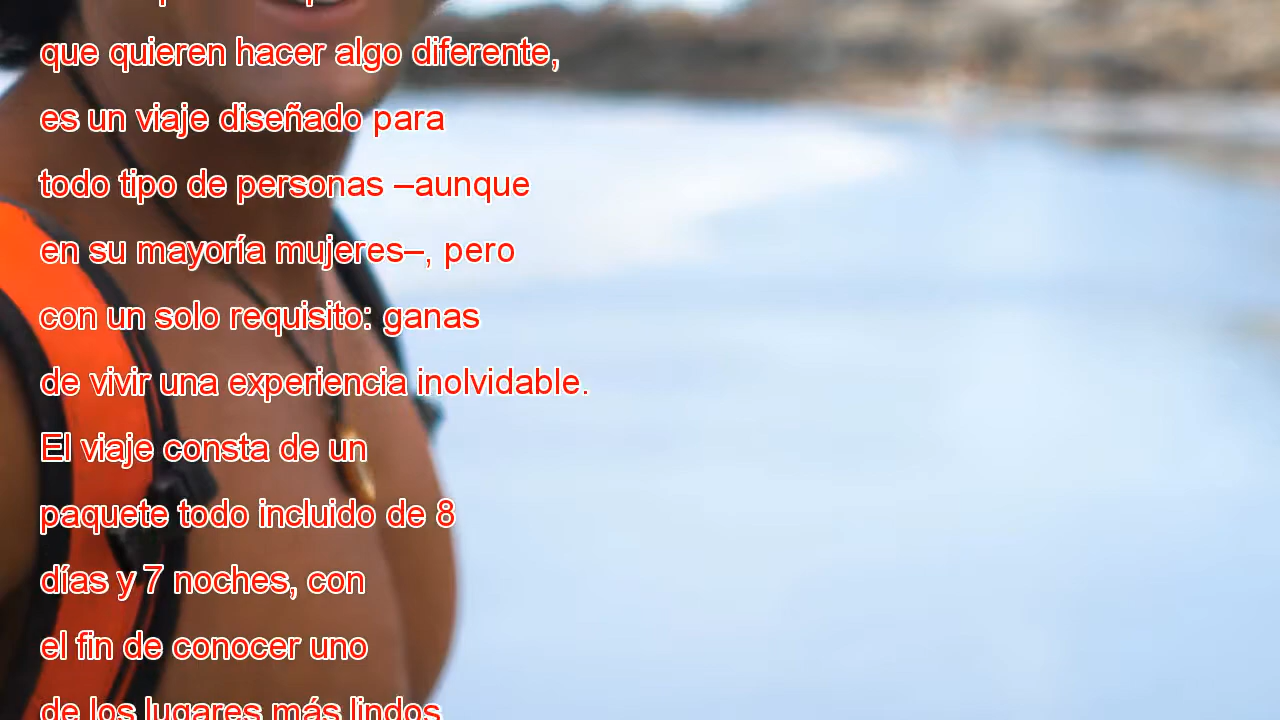 que quieren hacer algo diferente,
es un viaje diseñado para
todo tipo de personas –aunque
en su mayoría mujeres–, pero
con un solo requisito: ganas
de vivir una experiencia inolvidable.
El viaje consta de un
paquete todo incluido de 8
días y 7 noches, con
el fin de conocer uno
de los lugares más lindos